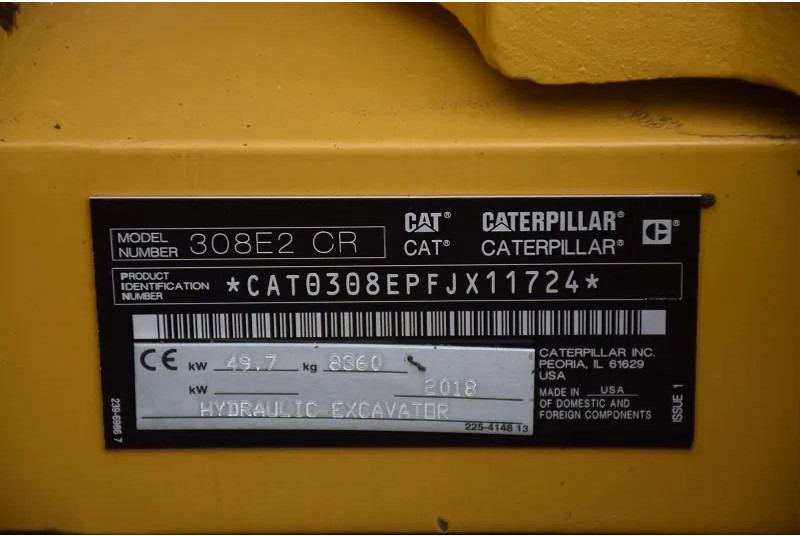 MODEL NUMBER 308E2 CR
CAT® CATERPILLAR®
CAT® CATERPILLAR®
C®
PRODUCT IDENTIFICATION NUMBER *CAT0308EPFJX11724*
CE kW 49.7 kg 8360
kW 2018
HYDRAULIC EXCAVATOR
225-4148 13
CATERPILLAR INC.
PEORIA, IL 61629
USA
MADE IN USA
OF DOMESTIC AND
FOREIGN COMPONENTS
ISSUE 1
239-6986 7